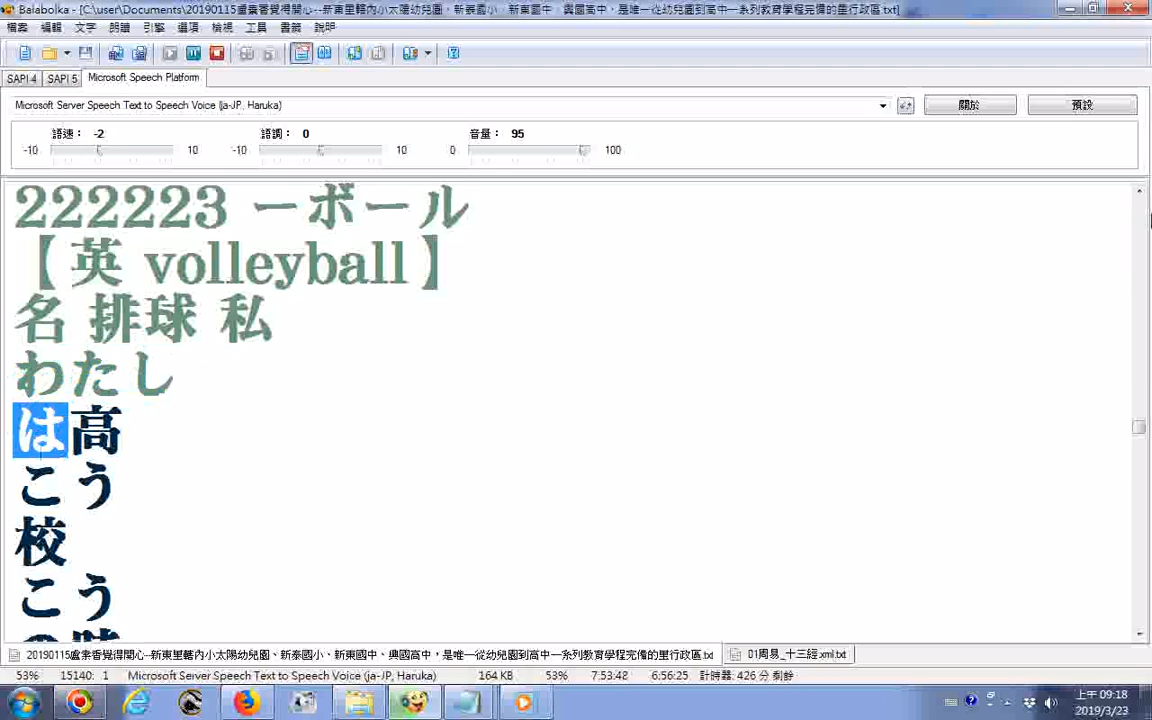 Balabolka - [C:\user\Documents\20190115盧素香覺得開心--新東里轄內小太陽幼兒園、新泰國小、新東國中、興國高中，是唯一從幼兒園到高中一系列教育學程完備的里行政區.txt]
檔案 編輯 文字 朗讀 引擎 選項 檢視 工具 書籤 說明
SAPI 4 SAPI 5 Microsoft Speech Platform
Microsoft Server Speech Text to Speech Voice (ja-JP, Haruka) 關於 預設
語速： -2 語調： 0 音量： 95
-10 10 -10 10 0 100
222223 ーボール
【英 volleyball】
名 排球 私
わたし
は高
こう
校
こう
の時
20190115盧素香覺得開心--新東里轄內小太陽幼兒園、新泰國小、新東國中、興國高中，是唯一從幼兒園到高中一系列教育學程完備的里行政區.txt 01周易_十三經.xml.txt
53% 15140: 1 Microsoft Server Speech Text to Speech Voice (ja-JP, Haruka) 164 KB 53% 7:53:48 6:56:25 計時器: 426 分 剩餘
上午 09:18
2019/3/23